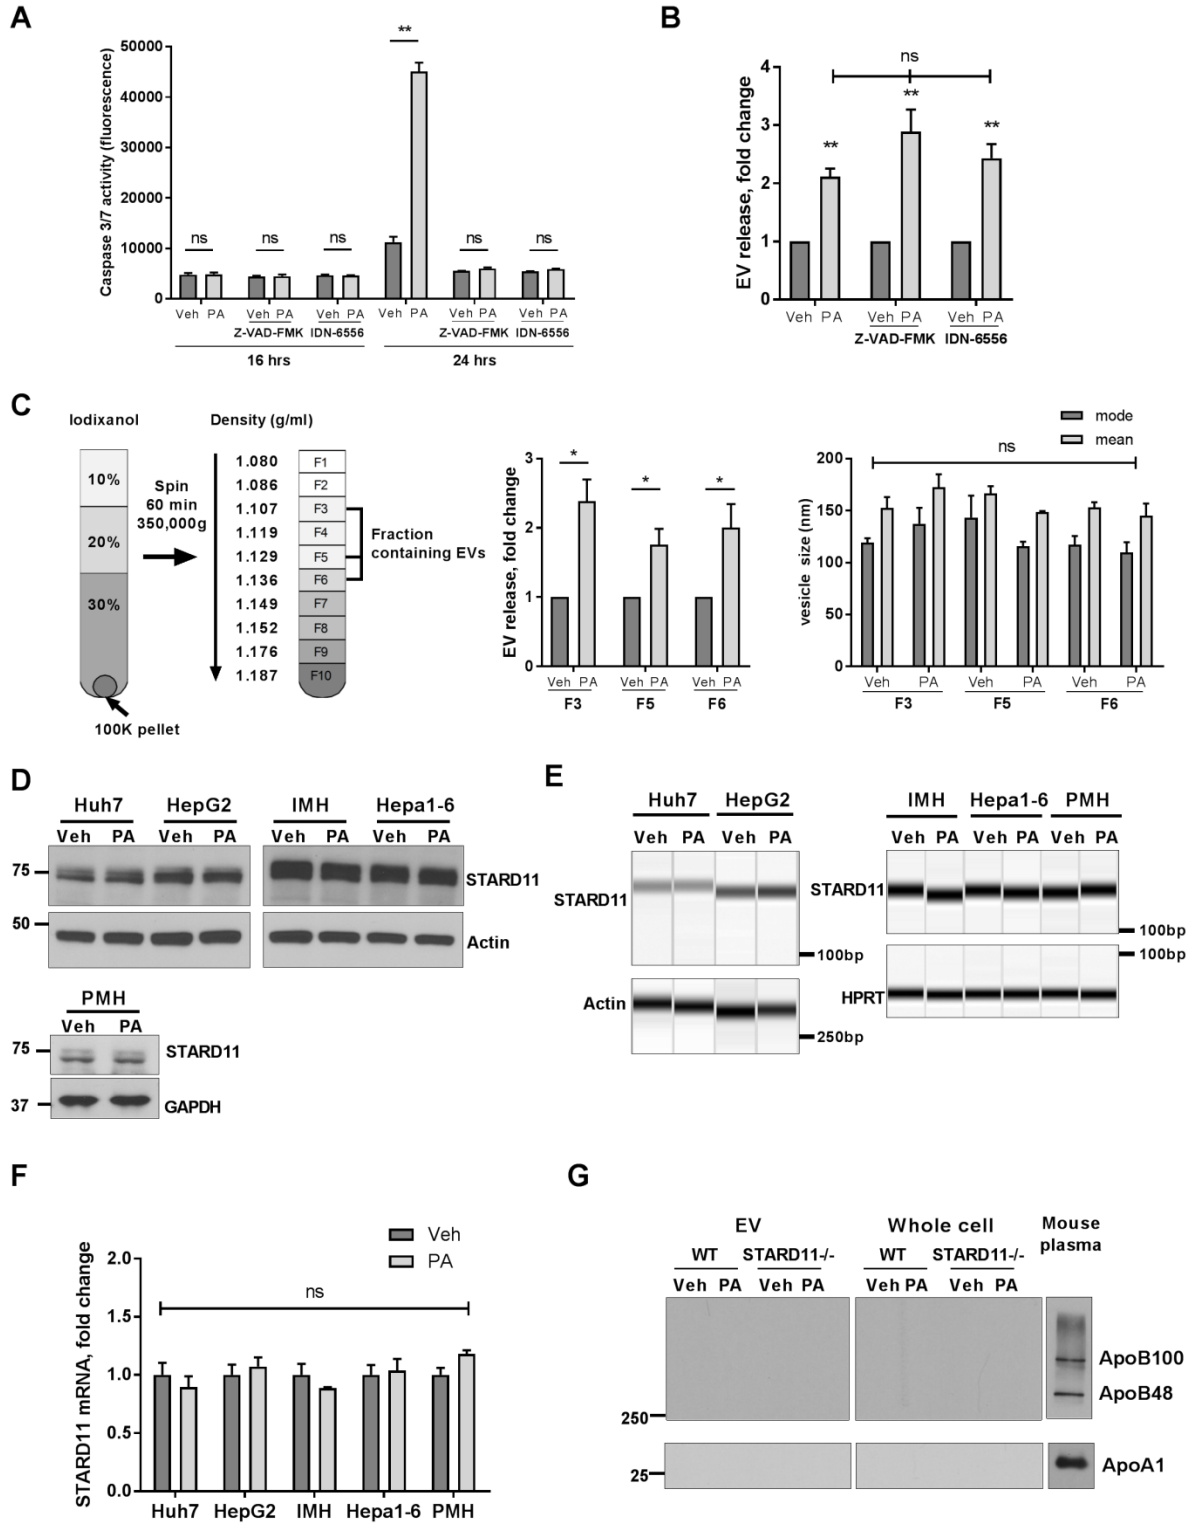 A
Caspase 3/7 activity (fluorescence)
50000
40000
30000
20000
10000
0
ns
ns
ns
**
ns
ns
Veh PA
Veh PA
Veh PA
Veh PA
Veh PA
Veh PA
Z-VAD-FMK
IDN-6556
Z-VAD-FMK
IDN-6556
16 hrs
24 hrs
B
EV release, fold change
4
3
2
1
0
ns
**
**
**
Veh PA
Veh PA
Veh PA
Z-VAD-FMK
IDN-6556
C
Iodixanol
10%
20%
30%
100K pellet
Spin
60 min
350,000g
Density (g/ml)
1.080 F1
1.086 F2
1.107 F3
1.119 F4
1.129 F5
1.136 F6
1.149 F7
1.152 F8
1.176 F9
1.187 F10
Fraction
containing EVs
EV release, fold change
3
2
1
0
*
*
*
Veh PA
Veh PA
Veh PA
F3
F5
F6
mode
mean
vesicle size (nm)
200
150
100
50
0
ns
Veh PA
Veh PA
Veh PA
F3
F5
F6
D
Huh7
HepG2
IMH
Hepa1-6
Veh PA
Veh PA
Veh PA
Veh PA
75
STARD11
50
Actin
PMH
Veh PA
75
STARD11
37
GAPDH
E
Huh7
HepG2
Veh PA
Veh PA
STARD11
100bp
Actin
250bp
IMH
Hepa1-6
PMH
Veh PA
Veh PA
Veh PA
STARD11
100bp
100bp
HPRT
F
Veh
PA
STARD11 mRNA, fold change
2.0
1.5
1.0
0.5
0.0
ns
Huh7
HepG2
IMH
Hepa1-6
PMH
G
EV
Whole cell
Mouse
plasma
WT
STARD11-/-
WT
STARD11-/-
Veh PA
Veh PA
Veh PA
Veh PA
ApoB100
ApoB48
250
25
ApoA1